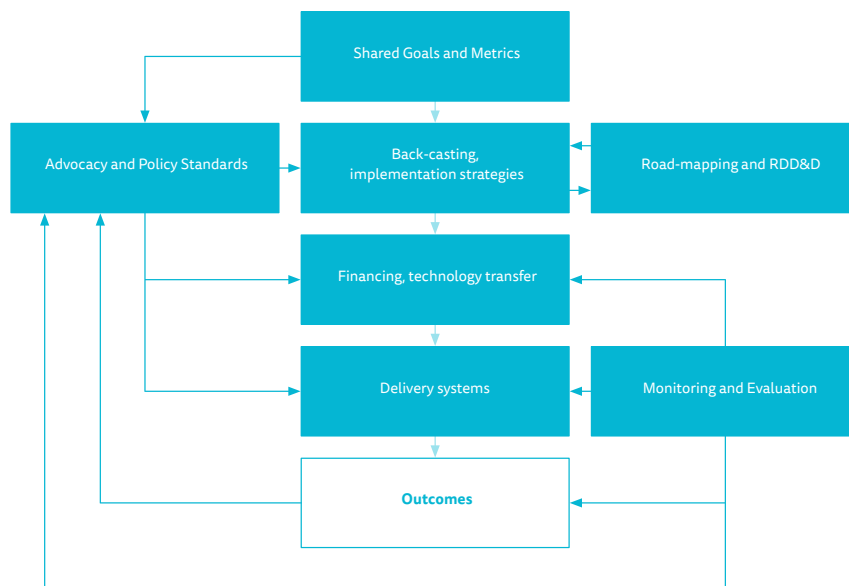 Shared Goals and Metrics
Advocacy and Policy Standards
Back-casting,
implementation strategies
Road-mapping and RDD&D
Financing, technology transfer
Delivery systems
Monitoring and Evaluation
Outcomes